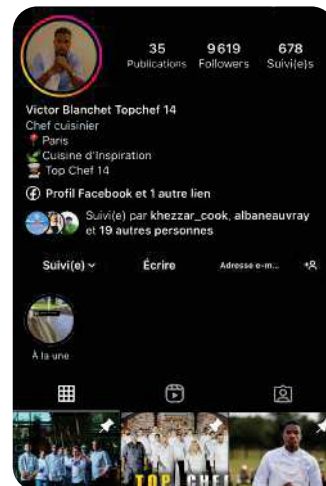 35 9619 678
Publications Followers Suivi(e)s
Victor Blanchet Topchef 14
Chef cuisinier
Paris
Cuisine d'Inspiration
Top Chef 14
Profil Facebook et 1 autre lien
Suivi(e) par khezzar_cook, albaneauvray
et 19 autres personnes
Suivi(e) Écrire Adresse e-m...
À la une
TOP CHEF